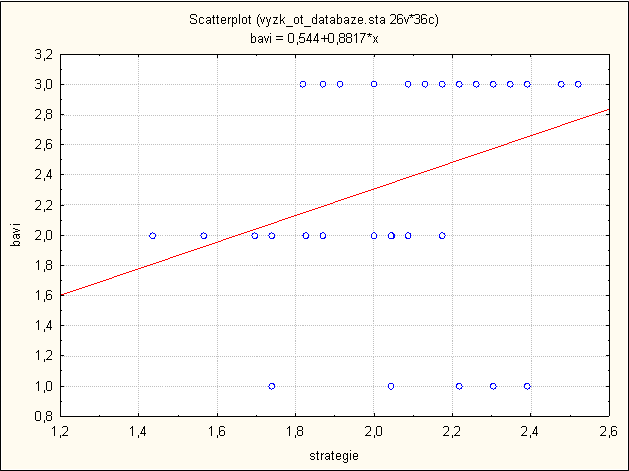 Scatterplot (vyzk_ot_databaze.sta 26v*36c)
bavi = 0,544+0,8817*x
3,2
3,0
2,8
2,6
2,4
2,2
2,0
1,8
1,6
1,4
1,2
1,0
0,8
bavi
1,2 1,4 1,6 1,8 2,0 2,2 2,4 2,6
strategie